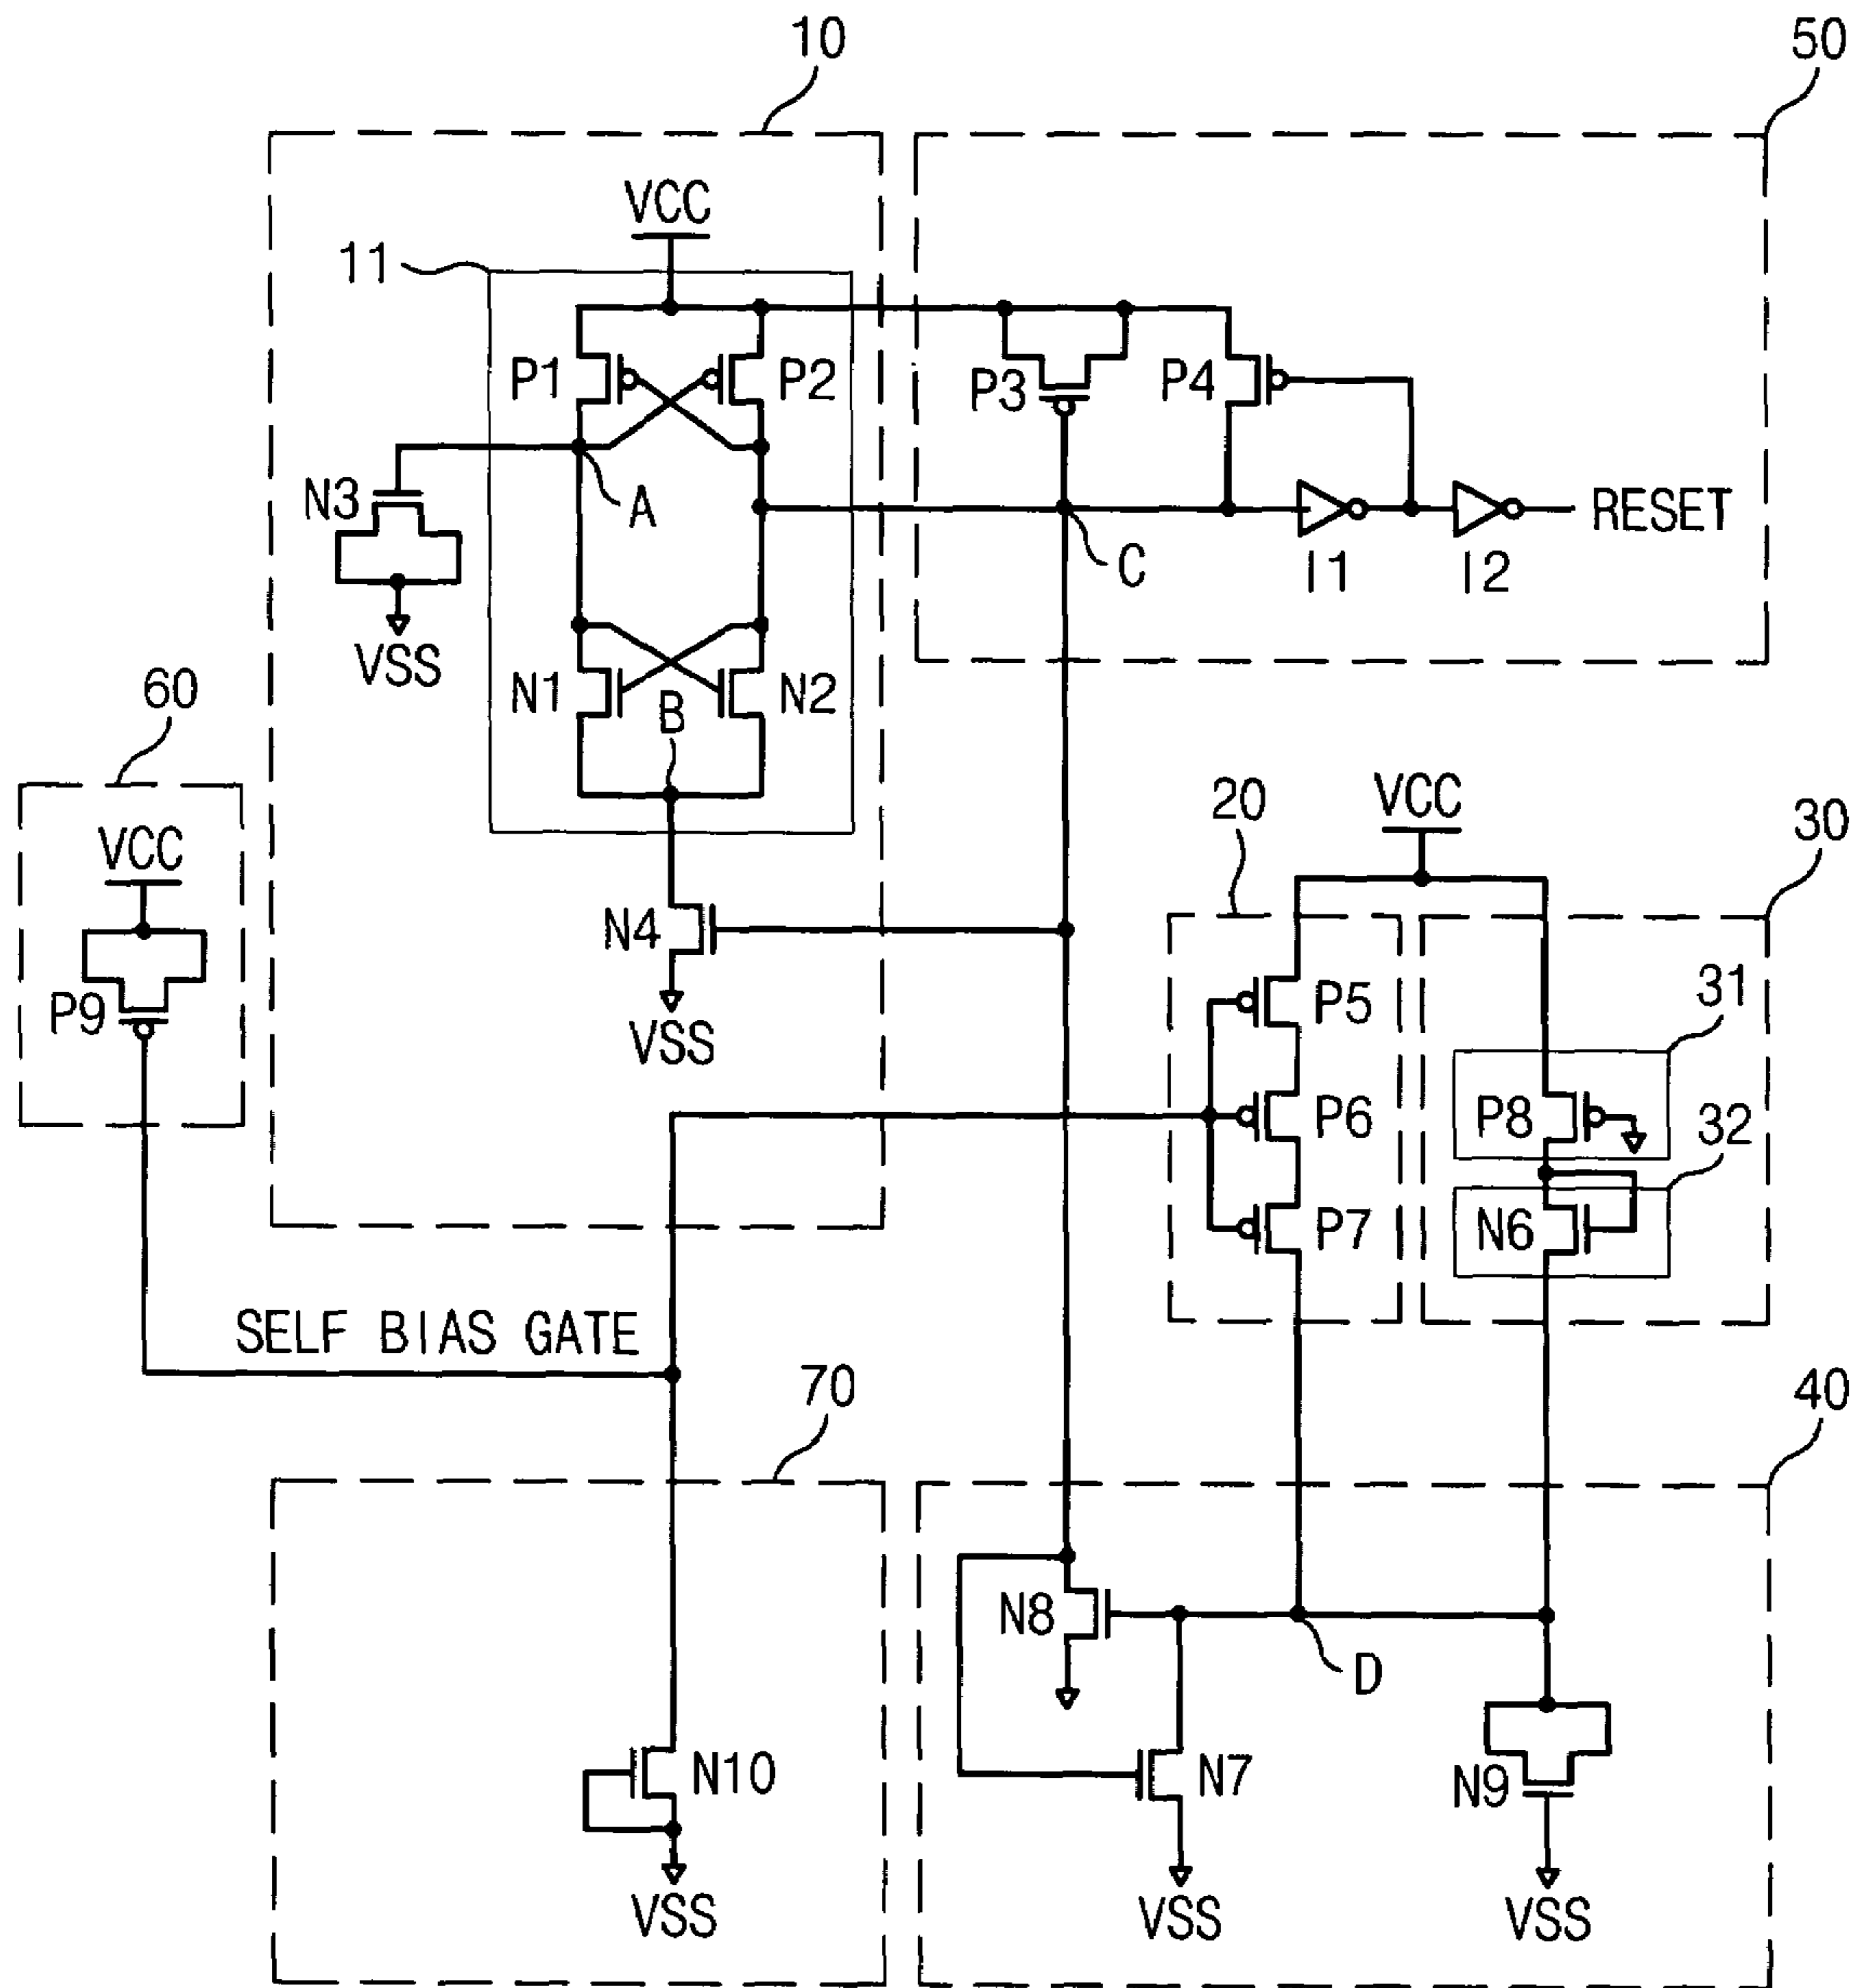 10
50
VCC
11
P1
P2
P3
P4
N3
A
RESET
C
I1
I2
VSS
60
N1
B
N2
20
VCC
30
VCC
N4
31
P9
P5
VSS
P6
P8
32
P7
N6
SELF BIAS GATE
70
40
N8
D
N10
N7
N9
VSS
VSS
VSS